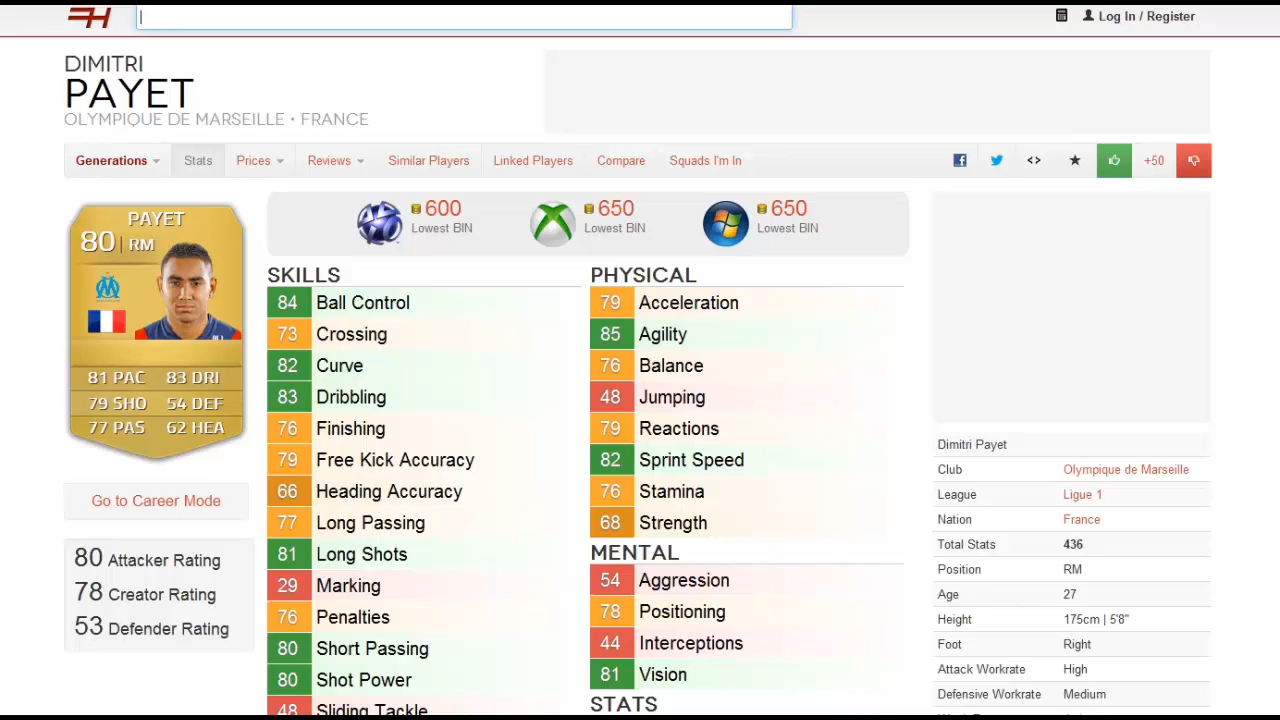 Log In / Register
DIMITRI
PAYET
OLYMPIQUE DE MARSEILLE • FRANCE
Generations Stats Prices Reviews Similar Players Linked Players Compare Squads I'm In +50
PAYET
80 | RM
81 PAC 83 DRI
79 SHO 54 DEF
77 PAS 62 HEA
Go to Career Mode
80 Attacker Rating
78 Creator Rating
53 Defender Rating
600
Lowest BIN
650
Lowest BIN
650
Lowest BIN
SKILLS
84 Ball Control
73 Crossing
82 Curve
83 Dribbling
76 Finishing
79 Free Kick Accuracy
66 Heading Accuracy
77 Long Passing
81 Long Shots
29 Marking
76 Penalties
80 Short Passing
80 Shot Power
48 Sliding Tackle
PHYSICAL
79 Acceleration
85 Agility
76 Balance
48 Jumping
79 Reactions
82 Sprint Speed
76 Stamina
68 Strength
MENTAL
54 Aggression
78 Positioning
44 Interceptions
81 Vision
STATS
Dimitri Payet
Club Olympique de Marseille
League Ligue 1
Nation France
Total Stats 436
Position RM
Age 27
Height 175cm | 5'8"
Foot Right
Attack Workrate High
Defensive Workrate Medium